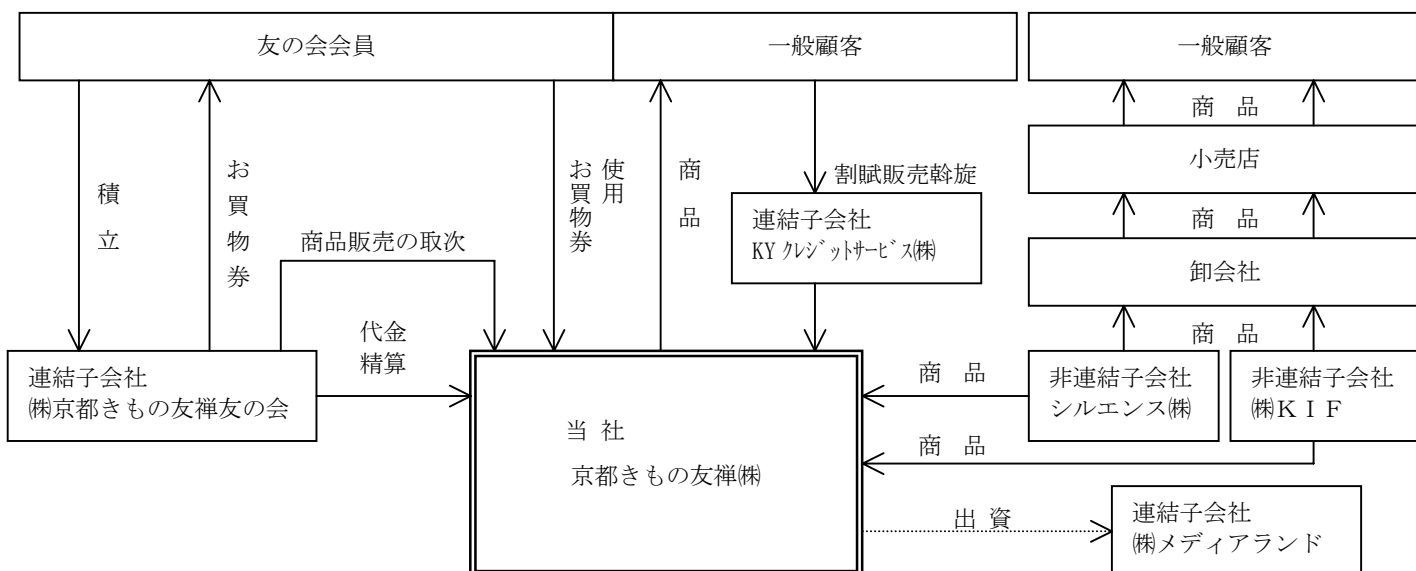 友の会会員
一般顧客
一般顧客
商 品
小売店
商 品
卸会社
商 品
積 立
お買物券
お買物券
使用
商 品
割賦販売斡旋
連結子会社
KY クレジットサービス㈱
商品販売の取次
代金
精算
連結子会社
㈱京都きもの友禅友の会
当 社
京都きもの友禅㈱
商 品
非連結子会社
シルエンス㈱
非連結子会社
㈱KIF
商 品
出 資
連結子会社
㈱メディアランド